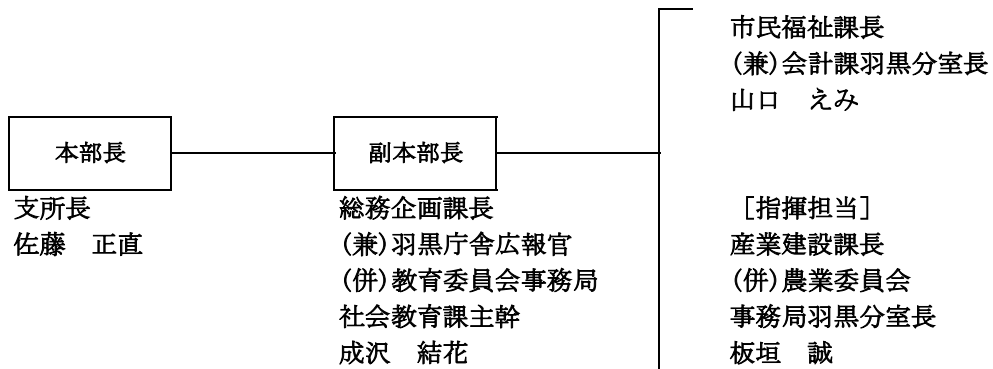 本部長
支所長
佐藤　正直
副本部長
総務企画課長
(兼)羽黒庁舎広報官
(併)教育委員会事務局
社会教育課主幹
成沢　結花
市民福祉課長
(兼)会計課羽黒分室長
山口　えみ
［指揮担当］
産業建設課長
(併)農業委員会
事務局羽黒分室長
板垣　誠